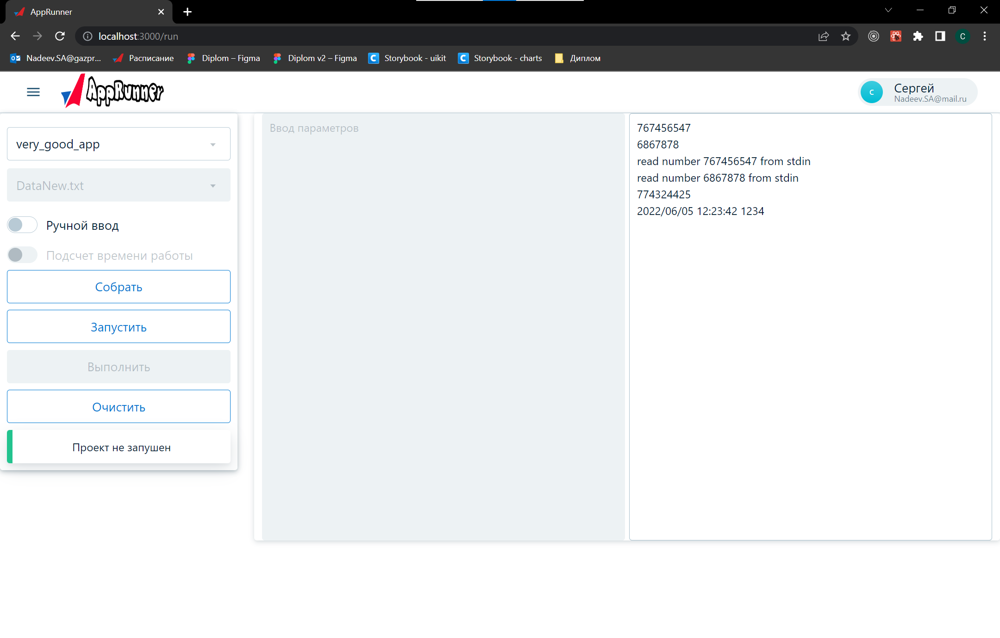 AppRunner
localhost:3000/run
C
Nadeev.SA@gazpr...
Расписание
Diplom – Figma
Diplom v2 – Figma
Storybook - uikit
Storybook - charts
Диплом
AppRunner
C
Сергей
Nadeev.SA@mail.ru
very_good_app
DataNew.txt
Ручной ввод
Подсчет времени работы
Собрать
Запустить
Выполнить
Очистить
Проект не запушен
Ввод параметров
767456547
6867878
read number 767456547 from stdin
read number 6867878 from stdin
774324425
2022/06/05 12:23:42 1234